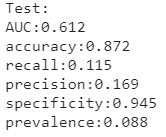 Test:
AUC:0.612
accuracy:0.872
recall:0.115
precision:0.169
specificity:0.945
prevalence:0.088